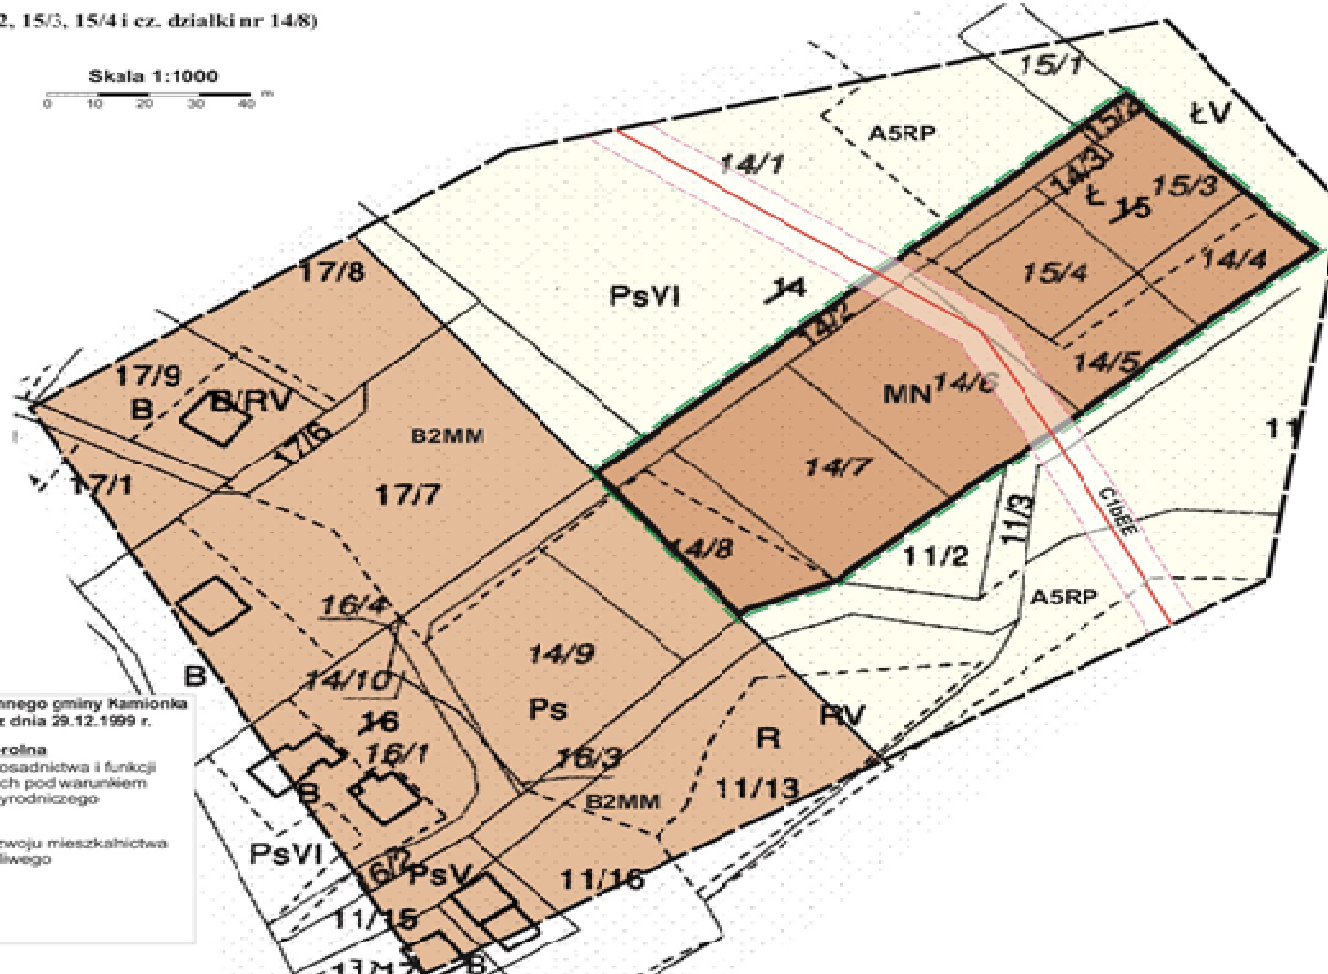 2, 15/3, 15/4 i cz. działki nr 14/8)
Skala 1:1000
0 10 20 30 40 m
15/1
ŁV
A5RP
15/2
14/1
14/3
Ł
15
15/3
17/8
PsVI
14
15/4
14/4
14/2
17/9
B
B/RV
14/5
MN
14/6
B2MM
17/6
11
17/1
17/7
14/7
C1bEE
11/3
14/8
11/2
16/4
A5RP
14/9
B
14/10
nnego gminy Kamionka
z dnia 29.12.1999 r.
Ps
16
RV
R
rolna
osadnictwa i funkcji
ch pod warunkiem
yrodniczego
16/1
16/3
B
11/13
B2MM
zwoju mieszkalnictwa
liwego
PsVI
16/2
PsV
11/16
11/15
B